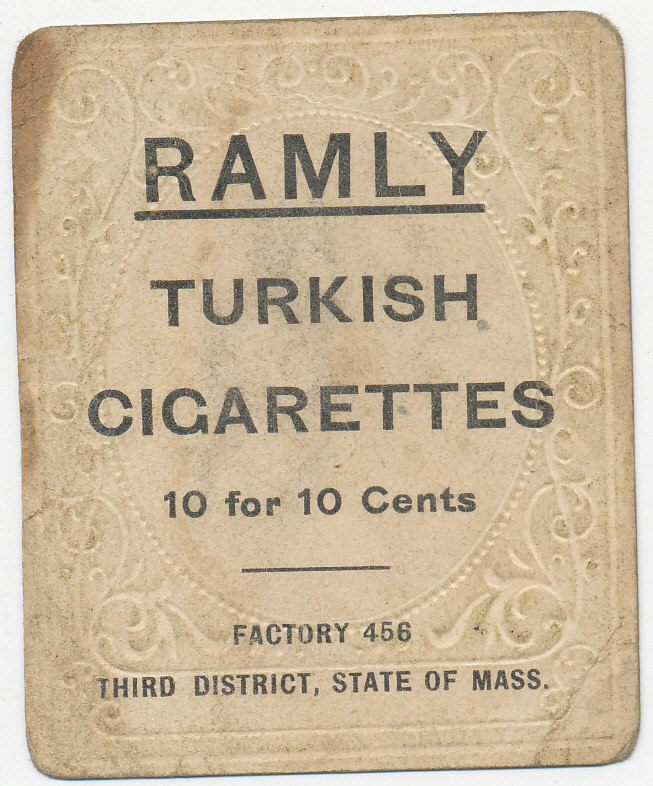 RAMLY
TURKISH
CIGARETTES
10 for 10 Cents
FACTORY 456
THIRD DISTRICT, STATE OF MASS.